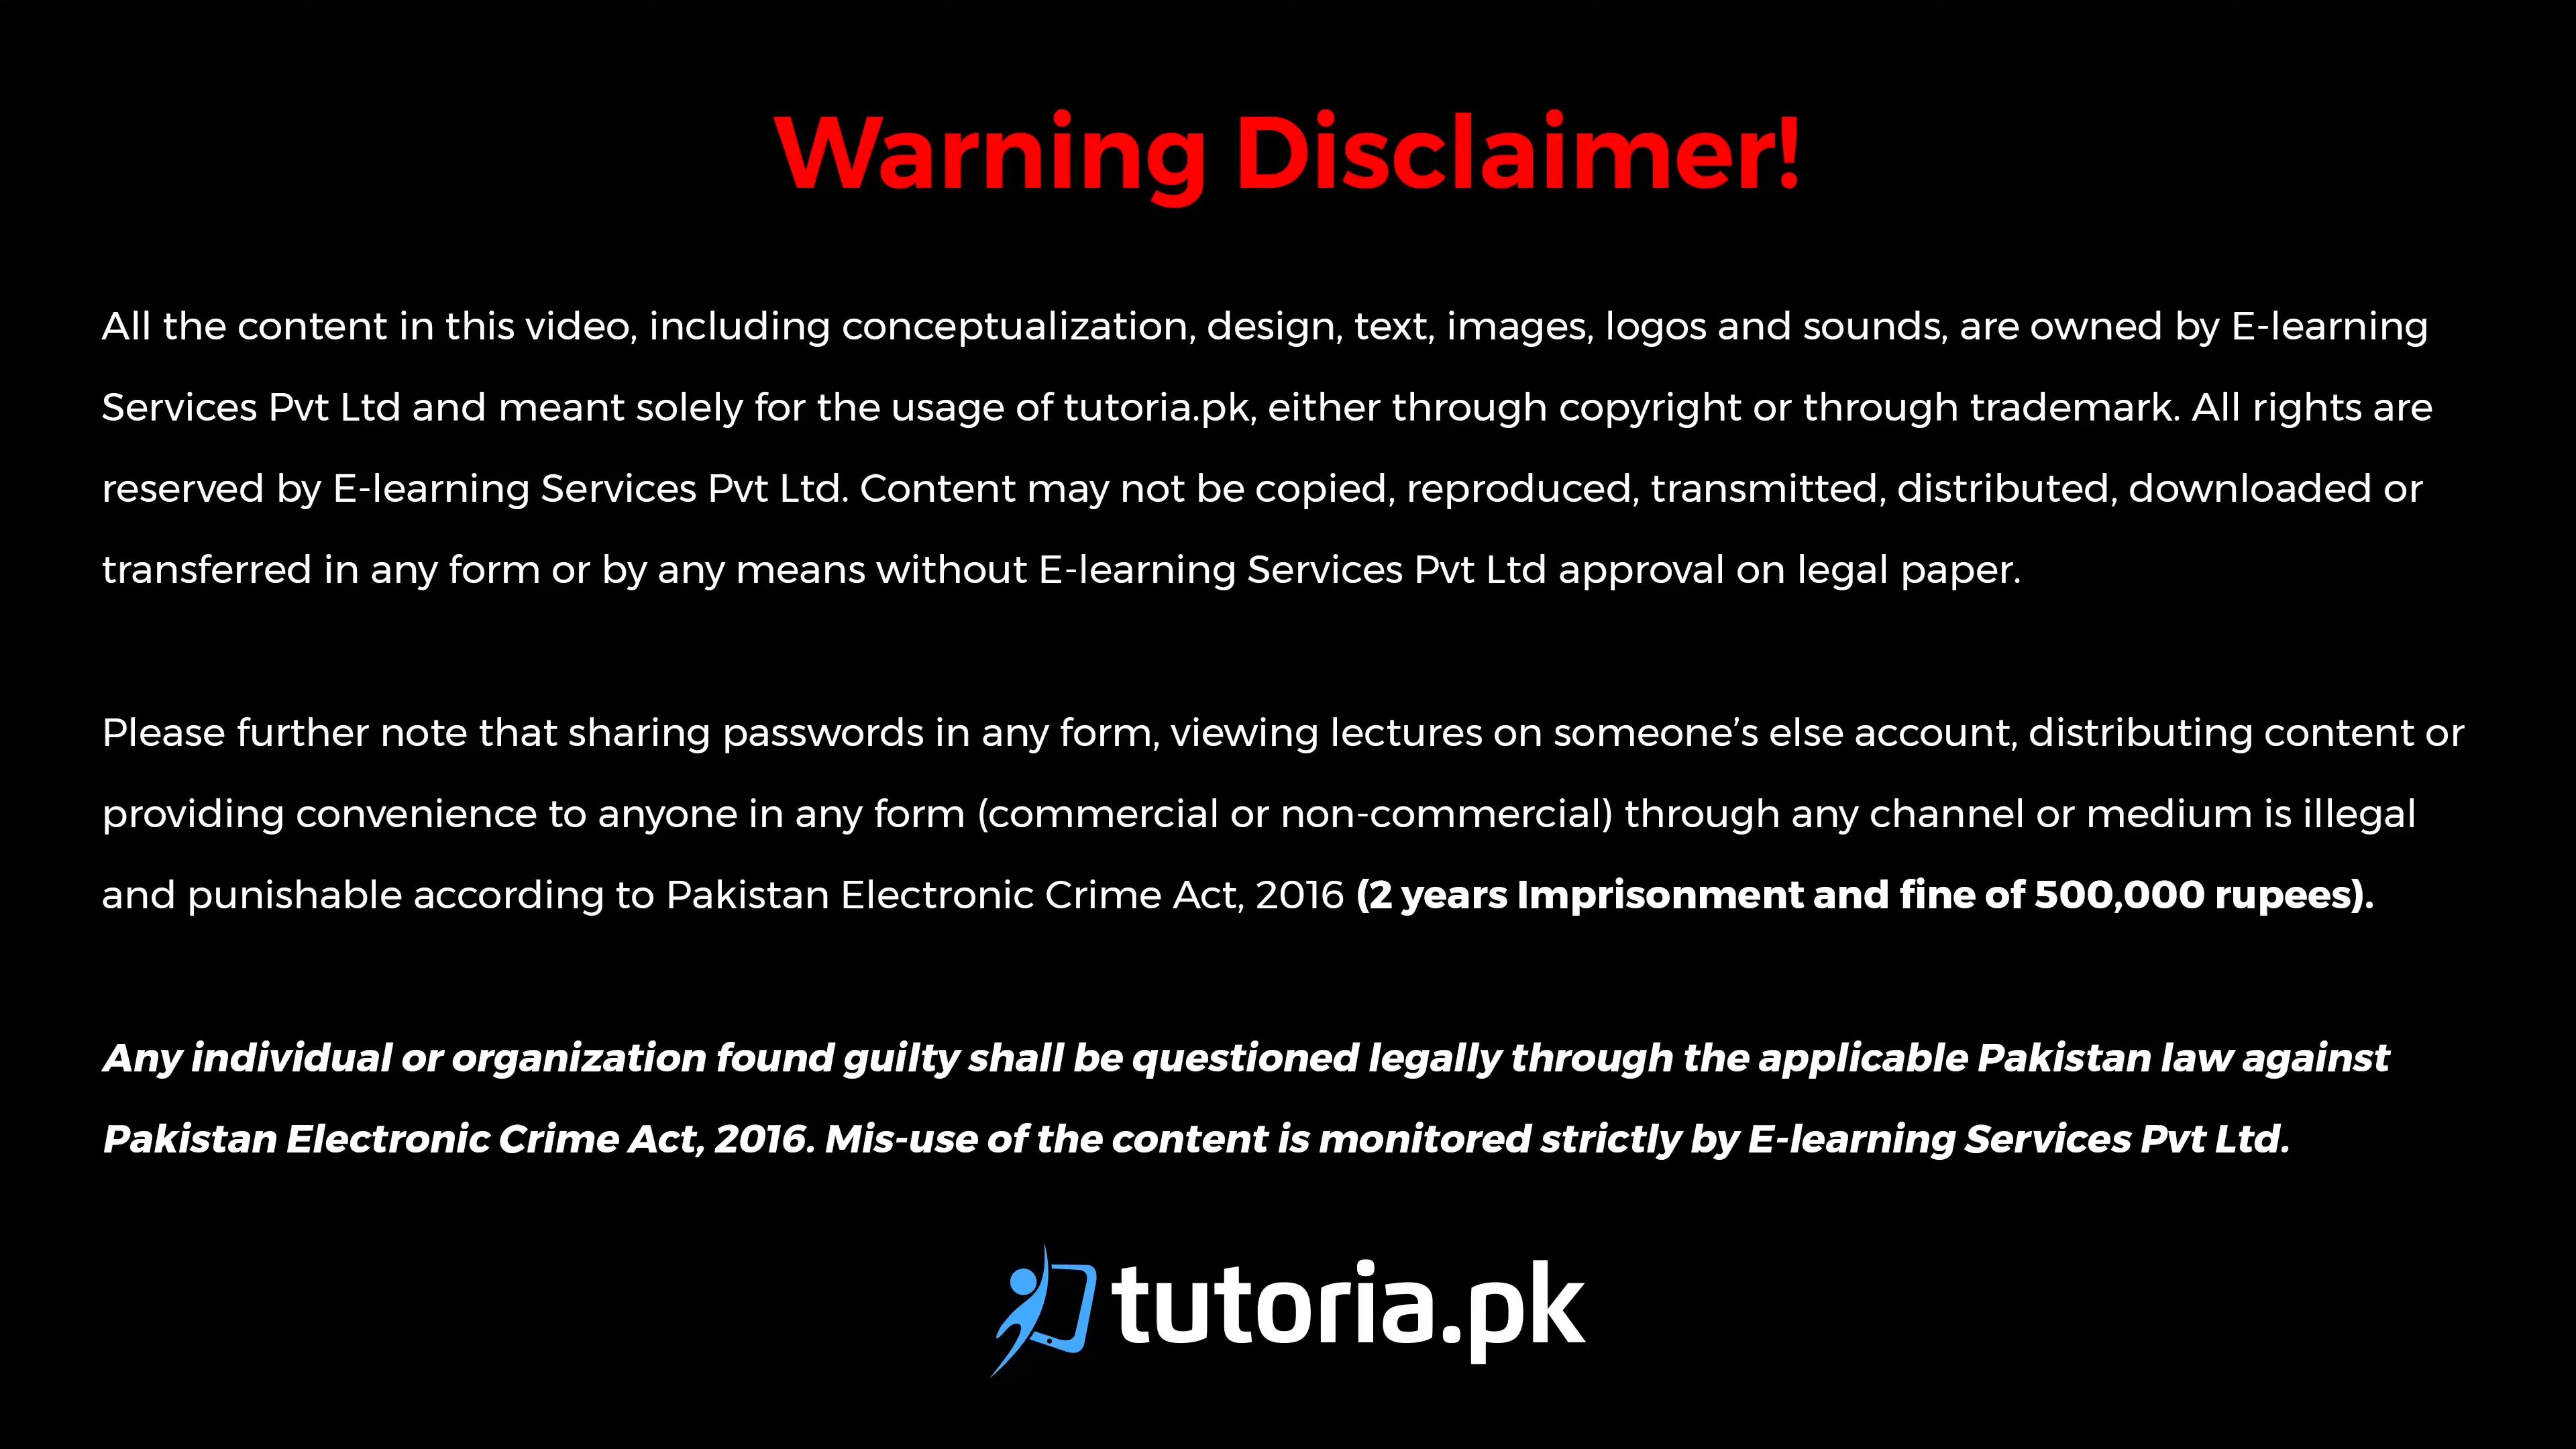 Warning Disclaimer!
All the content in this video, including conceptualization, design, text, images, logos and sounds, are owned by E-learning
Services Pvt Ltd and meant solely for the usage of tutoria.pk, either through copyright or through trademark. All rights are
reserved by E-learning Services Pvt Ltd. Content may not be copied, reproduced, transmitted, distributed, downloaded or
transferred in any form or by any means without E-learning Services Pvt Ltd approval on legal paper.
Please further note that sharing passwords in any form, viewing lectures on someone’s else account, distributing content or
providing convenience to anyone in any form (commercial or non-commercial) through any channel or medium is illegal
and punishable according to Pakistan Electronic Crime Act, 2016 (2 years Imprisonment and fine of 500,000 rupees).
Any individual or organization found guilty shall be questioned legally through the applicable Pakistan law against
Pakistan Electronic Crime Act, 2016. Mis-use of the content is monitored strictly by E-learning Services Pvt Ltd.
tutoria.pk